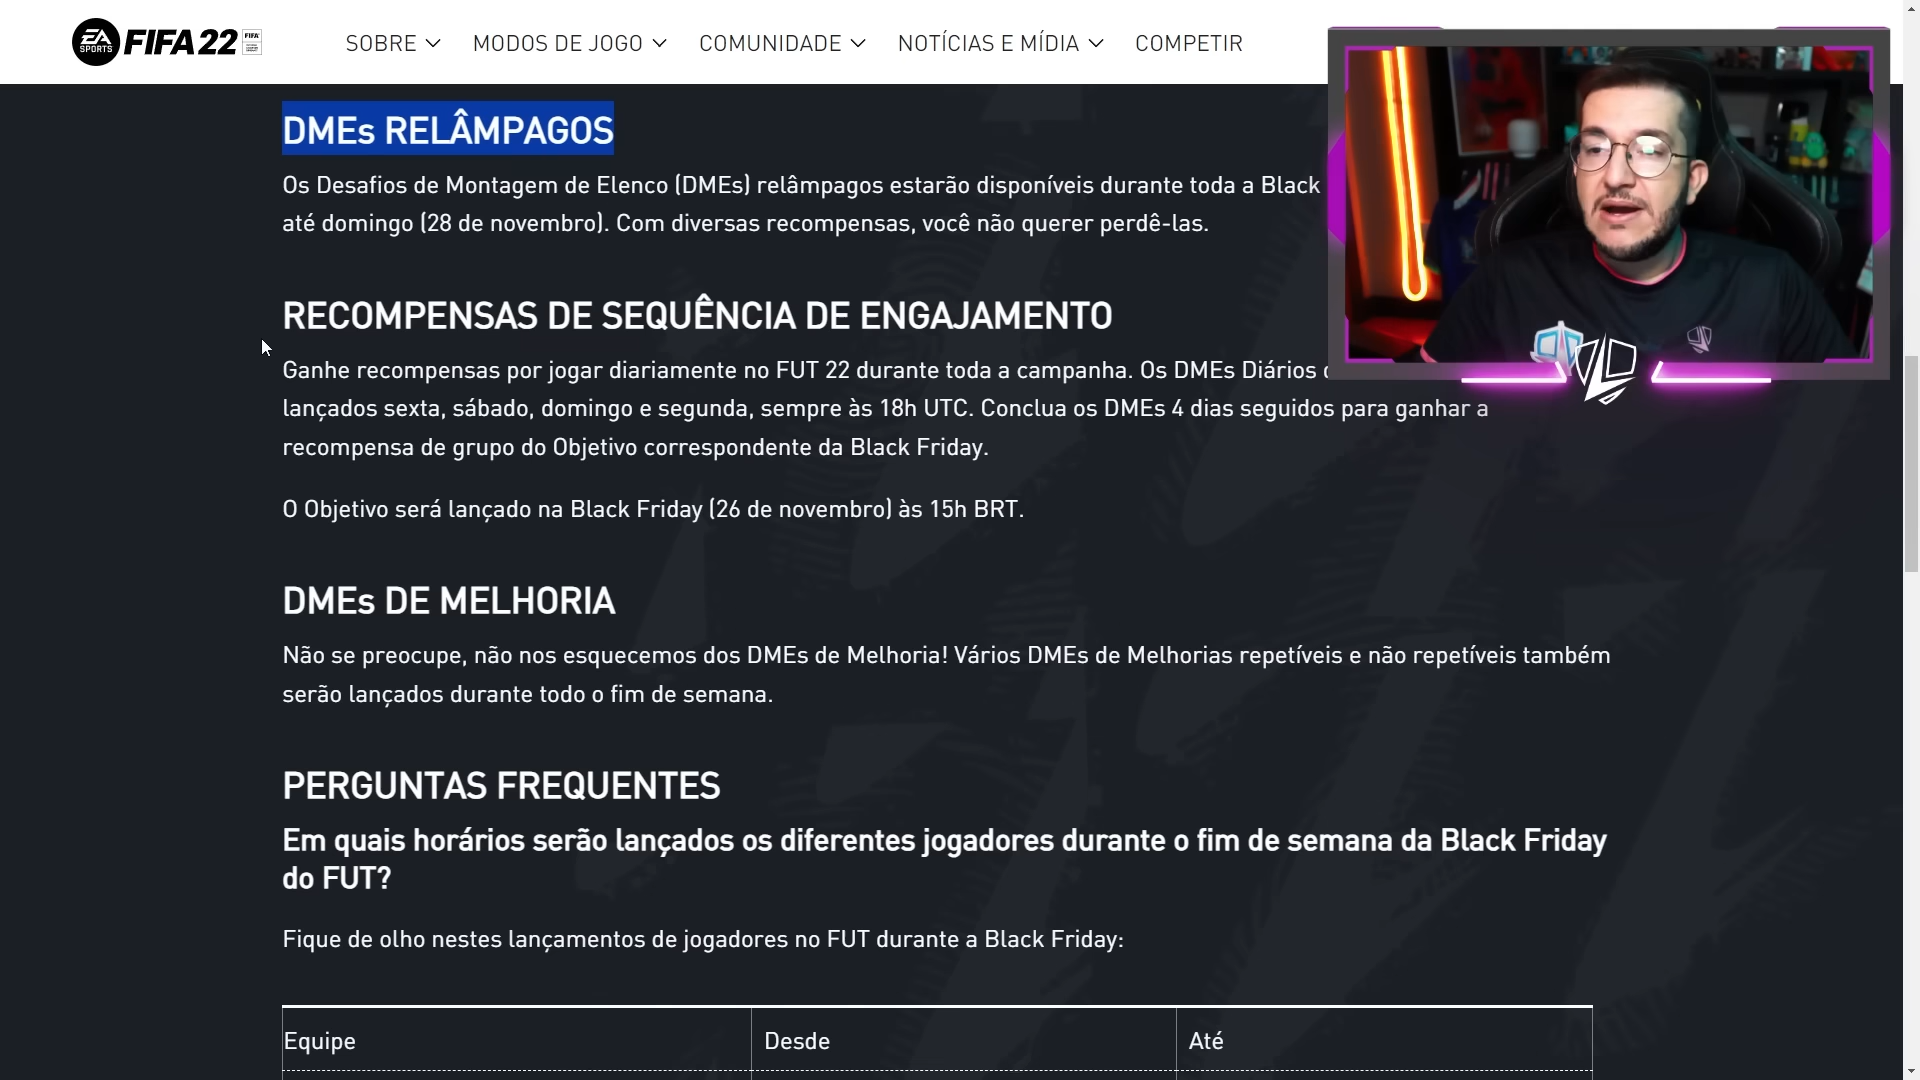 EA SPORTS FIFA 22 FIFA
SOBRE MODOS DE JOGO COMUNIDADE NOTÍCIAS E MÍDIA COMPETIR
DMEs RELÂMPAGOS
Os Desafios de Montagem de Elenco (DMEs) relâmpagos estarão disponíveis durante toda a Black
até domingo (28 de novembro). Com diversas recompensas, você não querer perdê-las.
RECOMPENSAS DE SEQUÊNCIA DE ENGAJAMENTO
Ganhe recompensas por jogar diariamente no FUT 22 durante toda a campanha. Os DMEs Diários
lançados sexta, sábado, domingo e segunda, sempre às 18h UTC. Conclua os DMEs 4 dias seguidos para ganhar a
recompensa de grupo do Objetivo correspondente da Black Friday.
O Objetivo será lançado na Black Friday (26 de novembro) às 15h BRT.
DMEs DE MELHORIA
Não se preocupe, não nos esquecemos dos DMEs de Melhoria! Vários DMEs de Melhorias repetíveis e não repetíveis também
serão lançados durante todo o fim de semana.
PERGUNTAS FREQUENTES
Em quais horários serão lançados os diferentes jogadores durante o fim de semana da Black Friday
do FUT?
Fique de olho nestes lançamentos de jogadores no FUT durante a Black Friday:
Equipe Desde Até